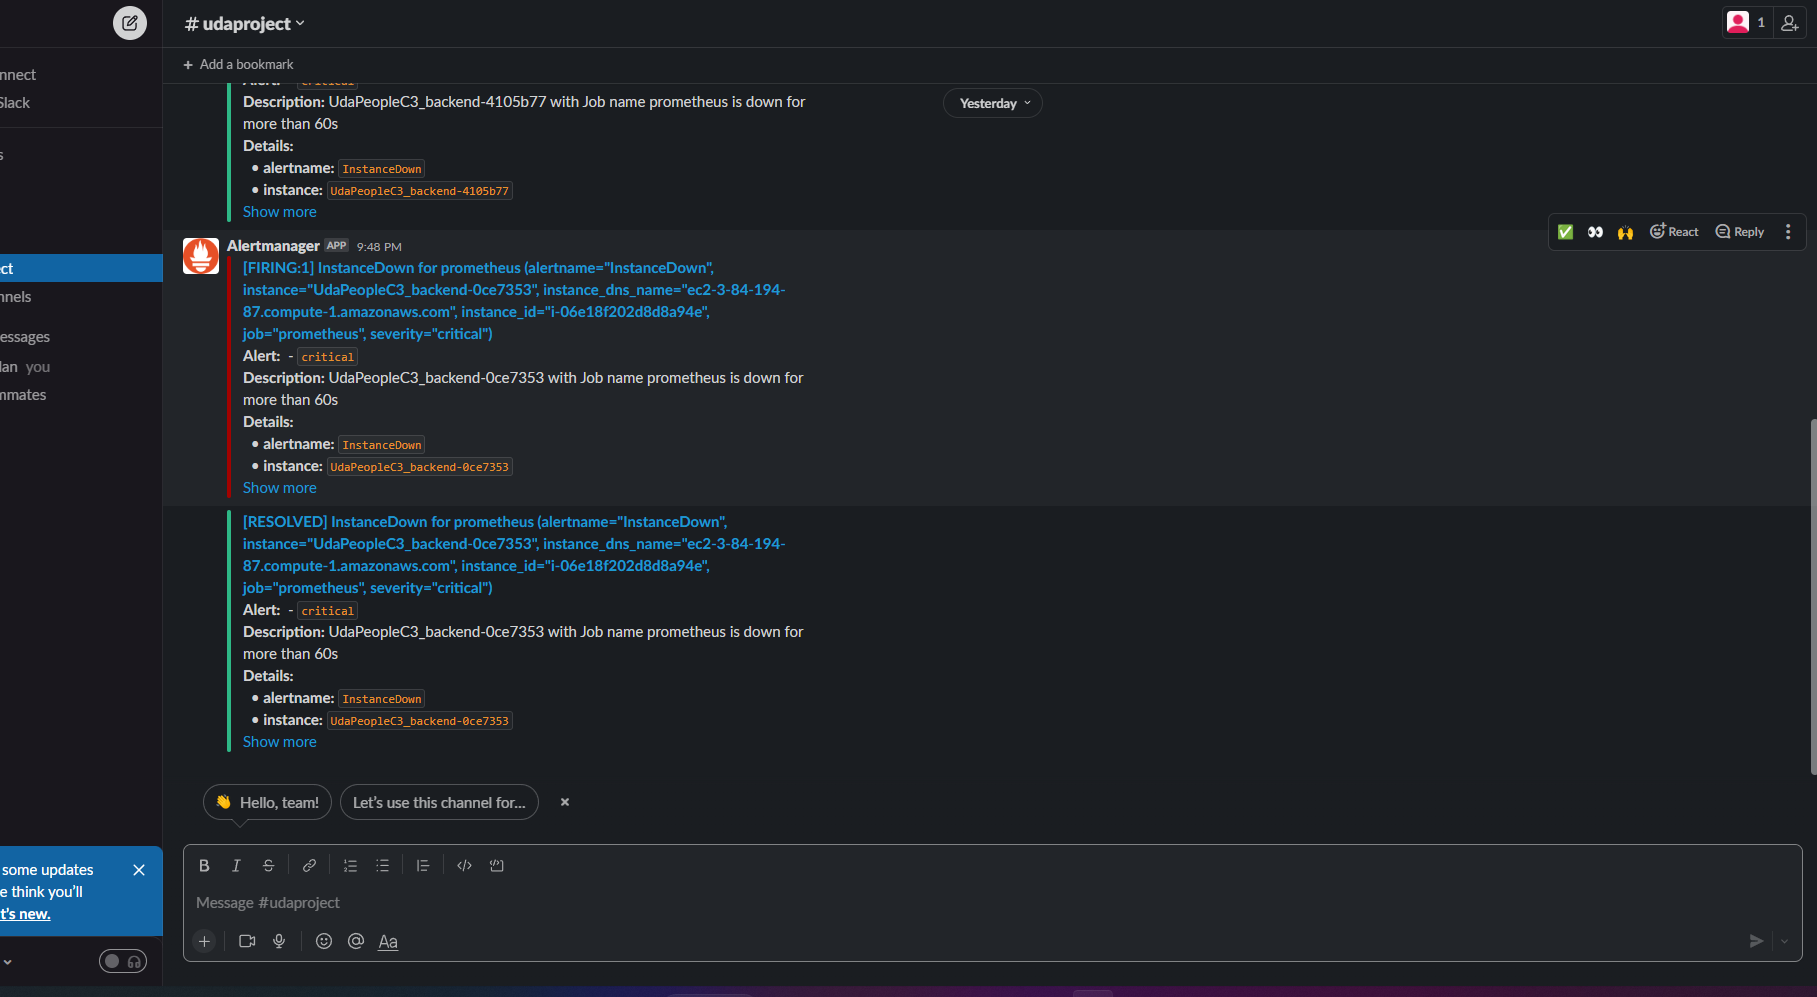 # udaproject
1
nnect
+ Add a bookmark
Slack
Yesterday
Description: UdaPeopleC3_backend-4105b77 with Job name prometheus is down for
more than 60s
Details:
• alertname: InstanceDown
• instance: UdaPeopleC3_backend-4105b77
Show more
React
Reply
Alertmanager APP 9:48 PM
[FIRING:1] InstanceDown for prometheus (alertname="InstanceDown",
instance="UdaPeopleC3_backend-0ce7353", instance_dns_name="ec2-3-84-194-
87.compute-1.amazonaws.com", instance_id="i-06e18f202d8d8a94e",
job="prometheus", severity="critical")
Alert: - critical
Description: UdaPeopleC3_backend-0ce7353 with Job name prometheus is down for
more than 60s
Details:
• alertname: InstanceDown
• instance: UdaPeopleC3_backend-0ce7353
Show more
s
ct
nnels
essages
lan you
mmates
[RESOLVED] InstanceDown for prometheus (alertname="InstanceDown",
instance="UdaPeopleC3_backend-0ce7353", instance_dns_name="ec2-3-84-194-
87.compute-1.amazonaws.com", instance_id="i-06e18f202d8d8a94e",
job="prometheus", severity="critical")
Alert: - critical
Description: UdaPeopleC3_backend-0ce7353 with Job name prometheus is down for
more than 60s
Details:
• alertname: InstanceDown
• instance: UdaPeopleC3_backend-0ce7353
Show more
👋 Hello, team!
Let's use this channel for...
some updates
e think you'll
t's new.
B I S
Message #udaproject
+ @ Aa